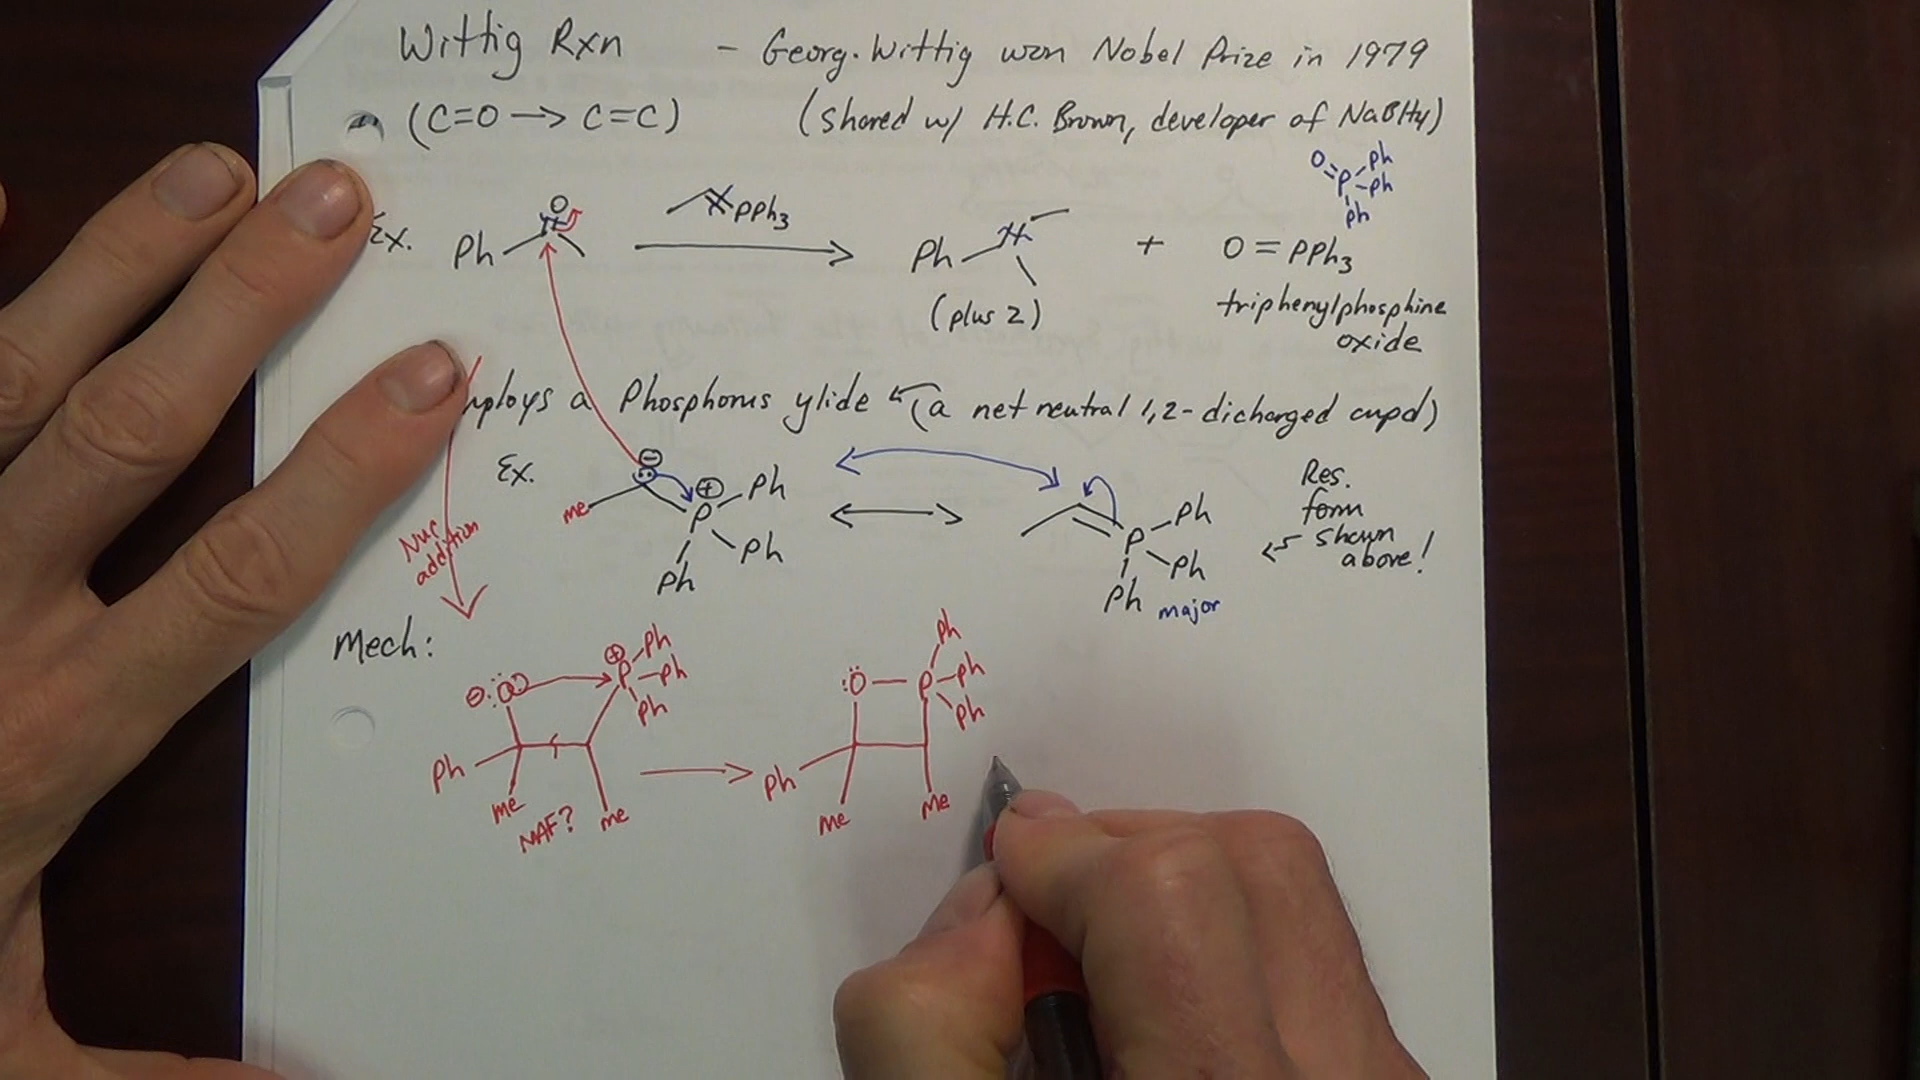 Wittig Rxn - Georg. Wittig won Nobel Prize in 1979
(C=O → C=C) (shared w/ H.C. Brown, developer of NaBH4)
O=P Ph Ph Ph
Ex. Ph O PPh3 Ph + O=PPh3
(plus 2) triphenylphosphine
oxide
mploys a Phosphorus ylide (a net neutral 1,2-dicharged cmpd)
Ex. Me ⊖ : ⊕ P Ph Ph Ph ↔ P Ph Ph Ph
major
Res.
form
shown
above!
Nuc
addition
Mech:
⊖ :O: ⊕ P Ph Ph Ph
Ph Me Me
NAF?
→
:O - P Ph Ph Ph
Ph Me Me